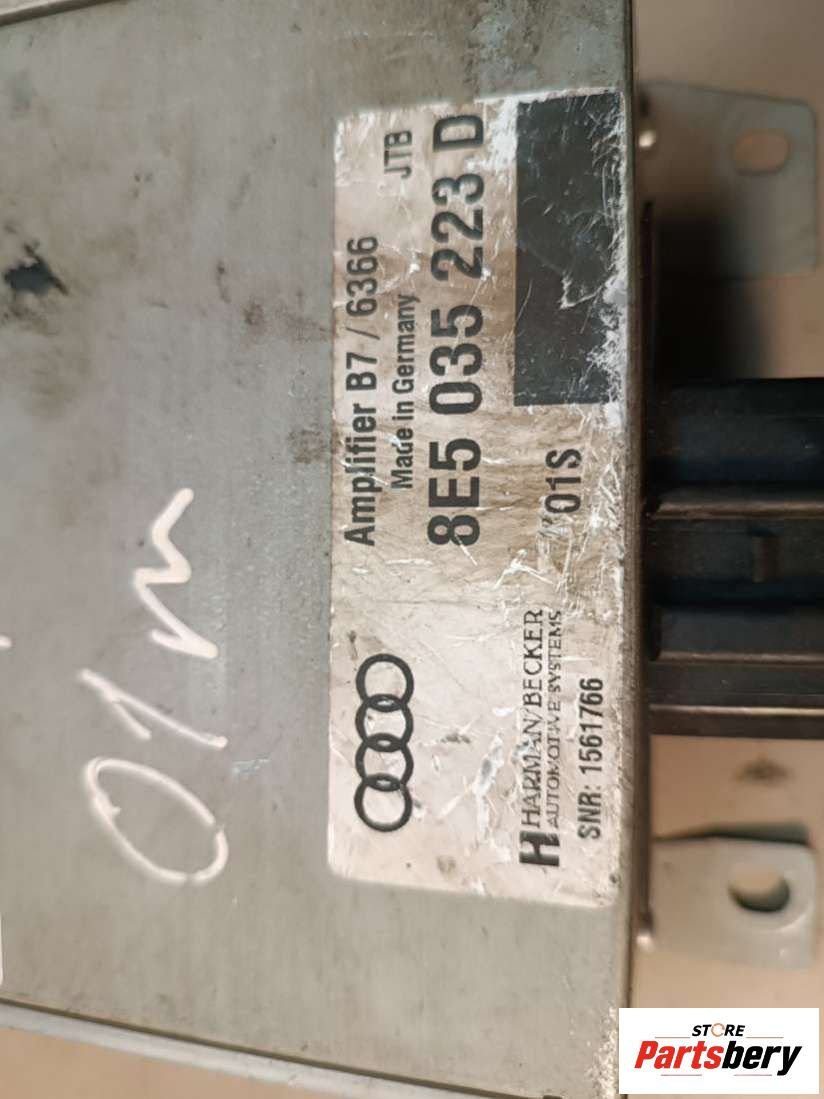 Amplifier B7 / 6366
Made in Germany JTB
8E5 035 223 D
01S
HARMAN/BECKER
AUTOMOTIVE SYSTEMS
SNR: 1561766
01m
STORE
Partsbery